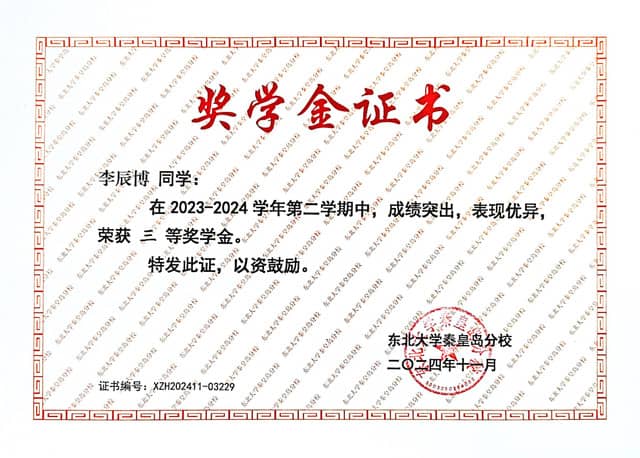 奖学金证书
李辰博 同学：
在 2023-2024 学年第二学期中，成绩突出，表现优异，
荣获 三 等奖学金。
特发此证，以资鼓励。
东北大学秦皇岛分校
二〇二四年十一月
证书编号：XZH202411-03229